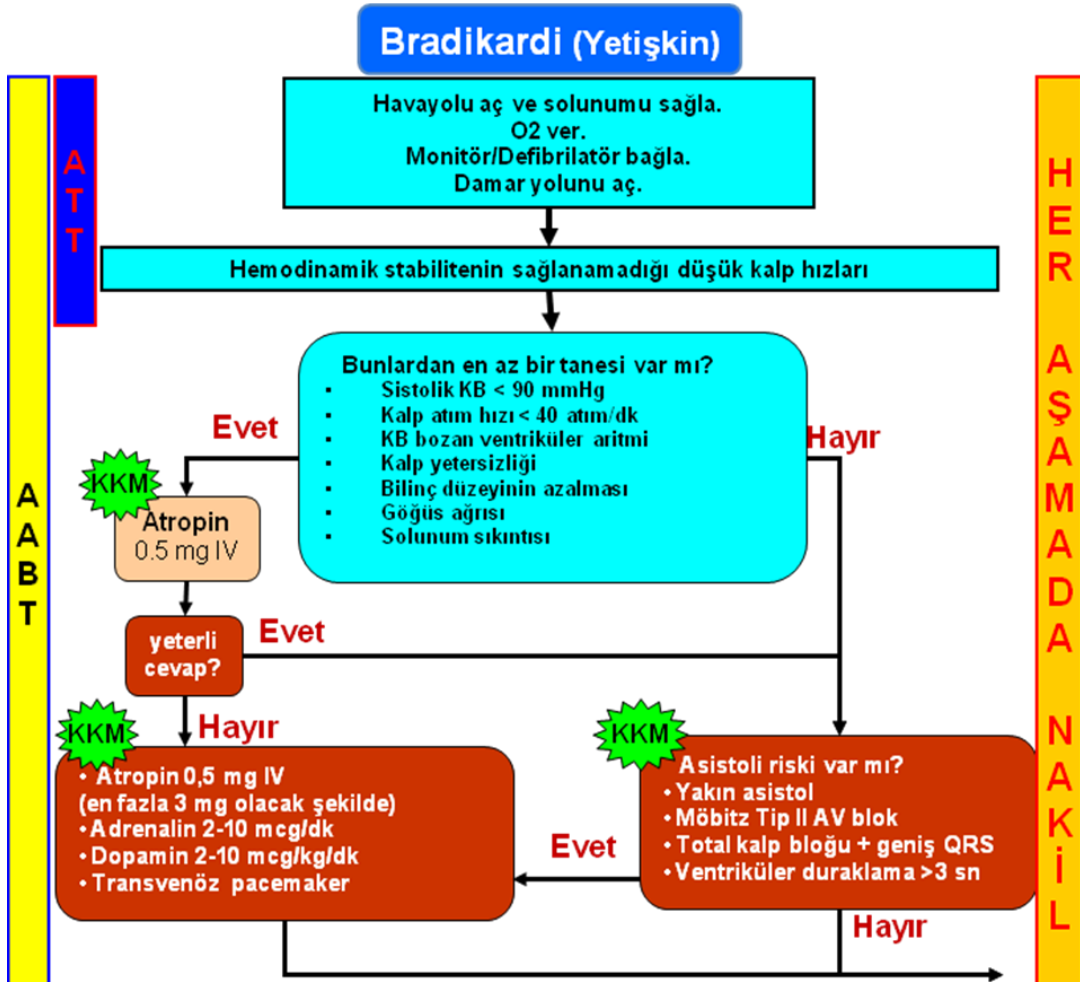 Bradikardi (Yetişkin)
AABT
ATT
HER AŞAMADA NAKİL
Havayolu aç ve solunumu sağla.
O2 ver.
Monitör/Defibrilatör bağla.
Damar yolunu aç.
Hemodinamik stabilitenin sağlanamadığı düşük kalp hızları
Bunlardan en az bir tanesi var mı?
▪ Sistolik KB < 90 mmHg
▪ Kalp atım hızı < 40 atım/dk
▪ KB bozan ventriküler aritmi
▪ Kalp yetersizliği
▪ Bilinç düzeyinin azalması
▪ Göğüs ağrısı
▪ Solunum sıkıntısı
Evet
Hayır
KKM
Atropin
0.5 mg IV
yeterli
cevap?
Evet
Hayır
KKM
• Atropin 0,5 mg IV
(en fazla 3 mg olacak şekilde)
• Adrenalin 2-10 mcg/dk
• Dopamin 2-10 mcg/kg/dk
• Transvenöz pacemaker
KKM
Asistoli riski var mı?
• Yakın asistol
• Möbitz Tip II AV blok
• Total kalp bloğu + geniş QRS
• Ventriküler duraklama >3 sn
Evet
Hayır